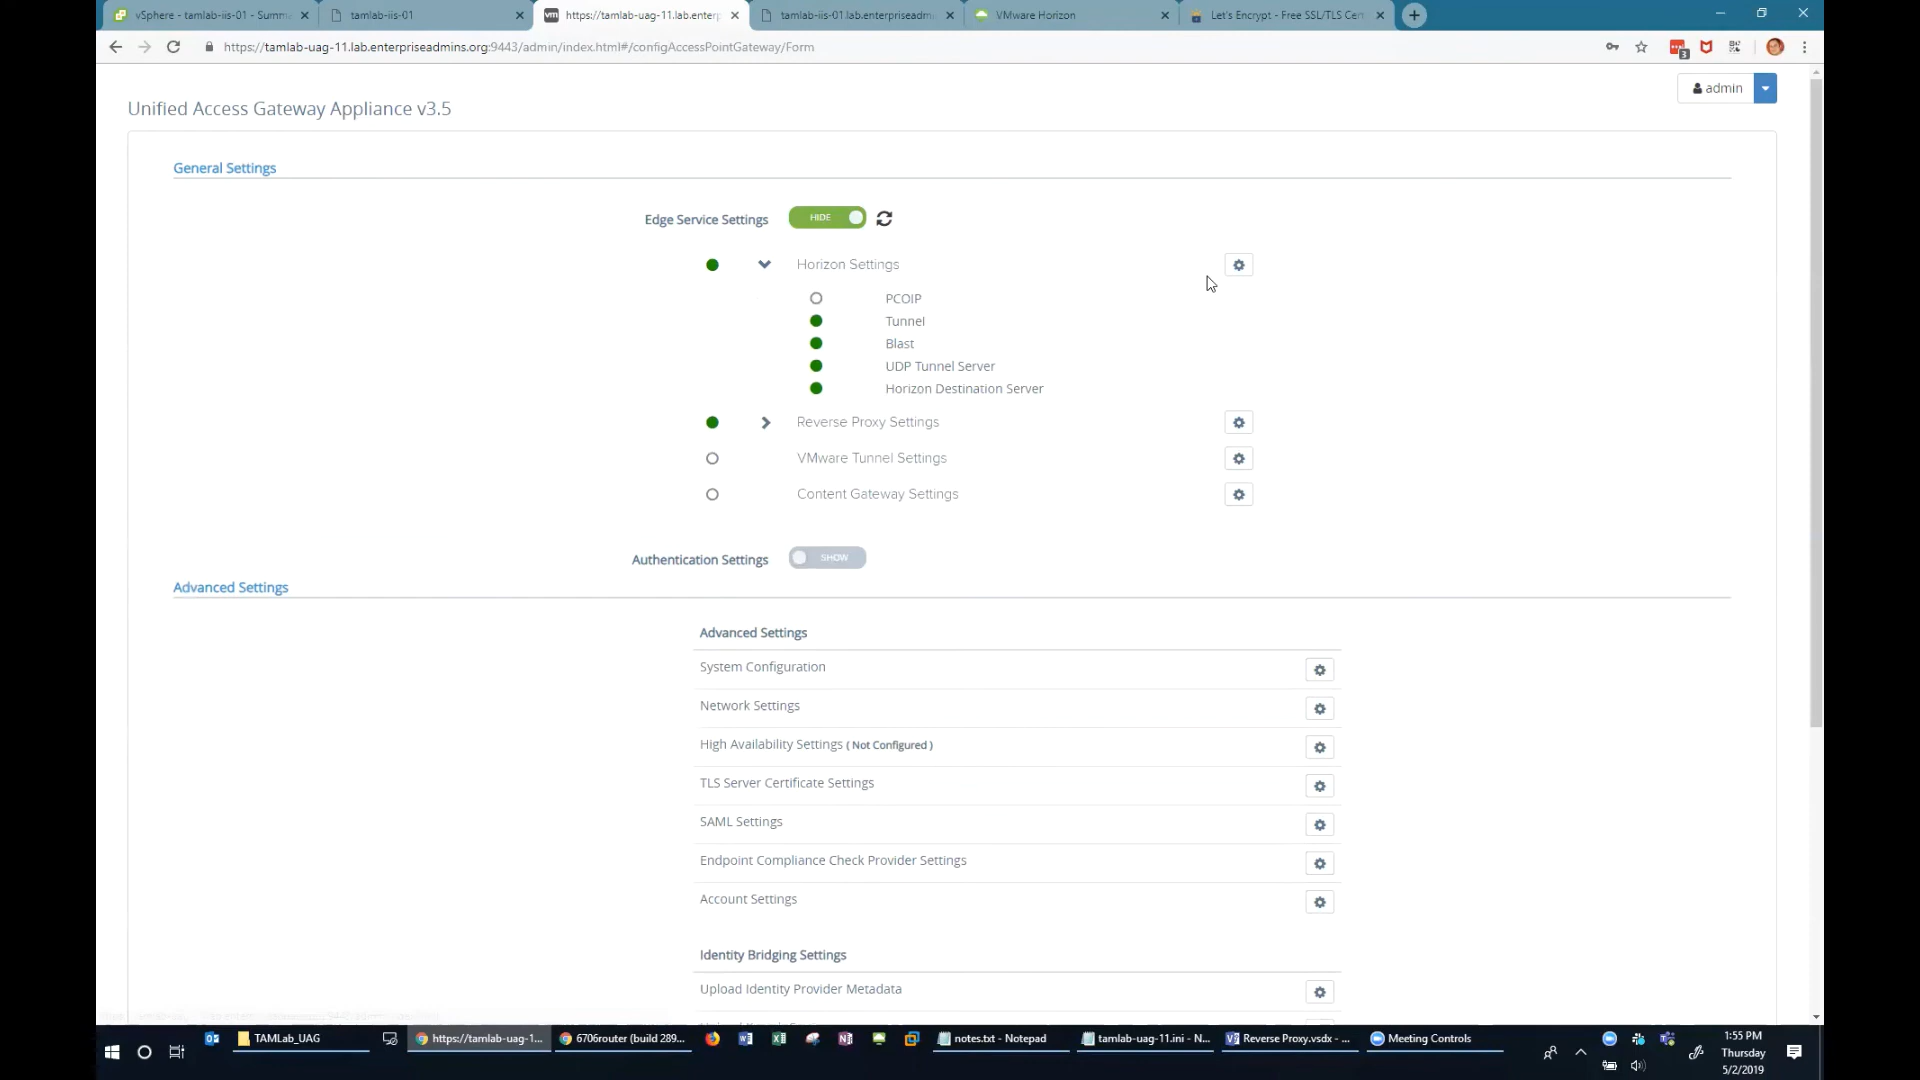 vSphere - tamlab-iis-01 - Summ
tamlab-iis-01
https://tamlab-uag-11.lab.enterp
tamlab-iis-01.lab.enterpriseadmi
VMware Horizon
Let's Encrypt - Free SSL/TLS Cer
https://tamlab-uag-11.lab.enterpriseadmins.org:9443/admin/index.html#/configAccessPointGateway/Form
3
admin
Unified Access Gateway Appliance v3.5
General Settings
Edge Service Settings
HIDE
Horizon Settings
PCOIP
Tunnel
Blast
UDP Tunnel Server
Horizon Destination Server
Reverse Proxy Settings
VMware Tunnel Settings
Content Gateway Settings
Authentication Settings
SHOW
Advanced Settings
Advanced Settings
System Configuration
Network Settings
High Availability Settings ( Not Configured )
TLS Server Certificate Settings
SAML Settings
Endpoint Compliance Check Provider Settings
Account Settings
Identity Bridging Settings
Upload Identity Provider Metadata
TAMLab_UAG
https://tamlab-uag-1...
6706router (build 289...
notes.txt - Notepad
tamlab-uag-11.ini - N...
Reverse Proxy.vsdx - ...
Meeting Controls
1:55 PM
Thursday
5/2/2019